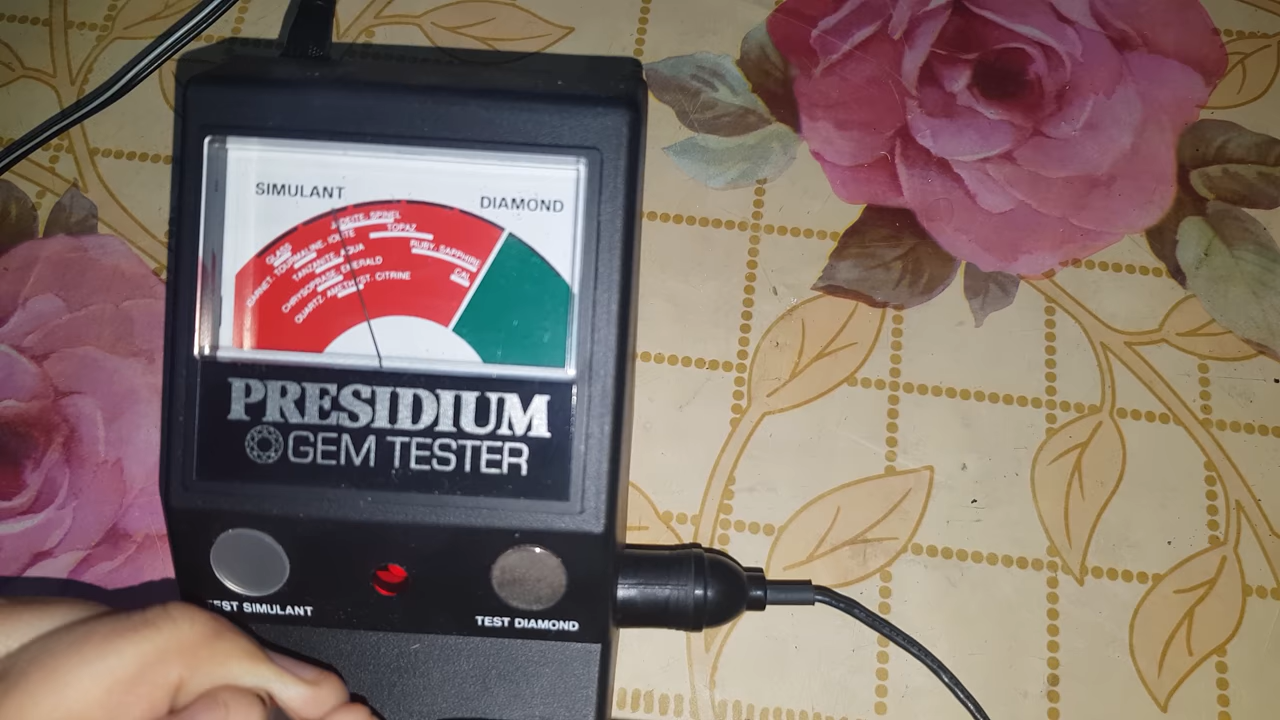 SIMULANT
DIAMOND
JADEITE, SPINEL
TOPAZ
GLASS
RUBY, SAPPHIRE
GARNET, TOURMALINE, IOLITE
TANZANITE, AQUA
CHRYSOPRASE, EMERALD
QUARTZ, AMETHYST, CITRINE
PRESIDIUM
GEM TESTER
TEST SIMULANT
TEST DIAMOND